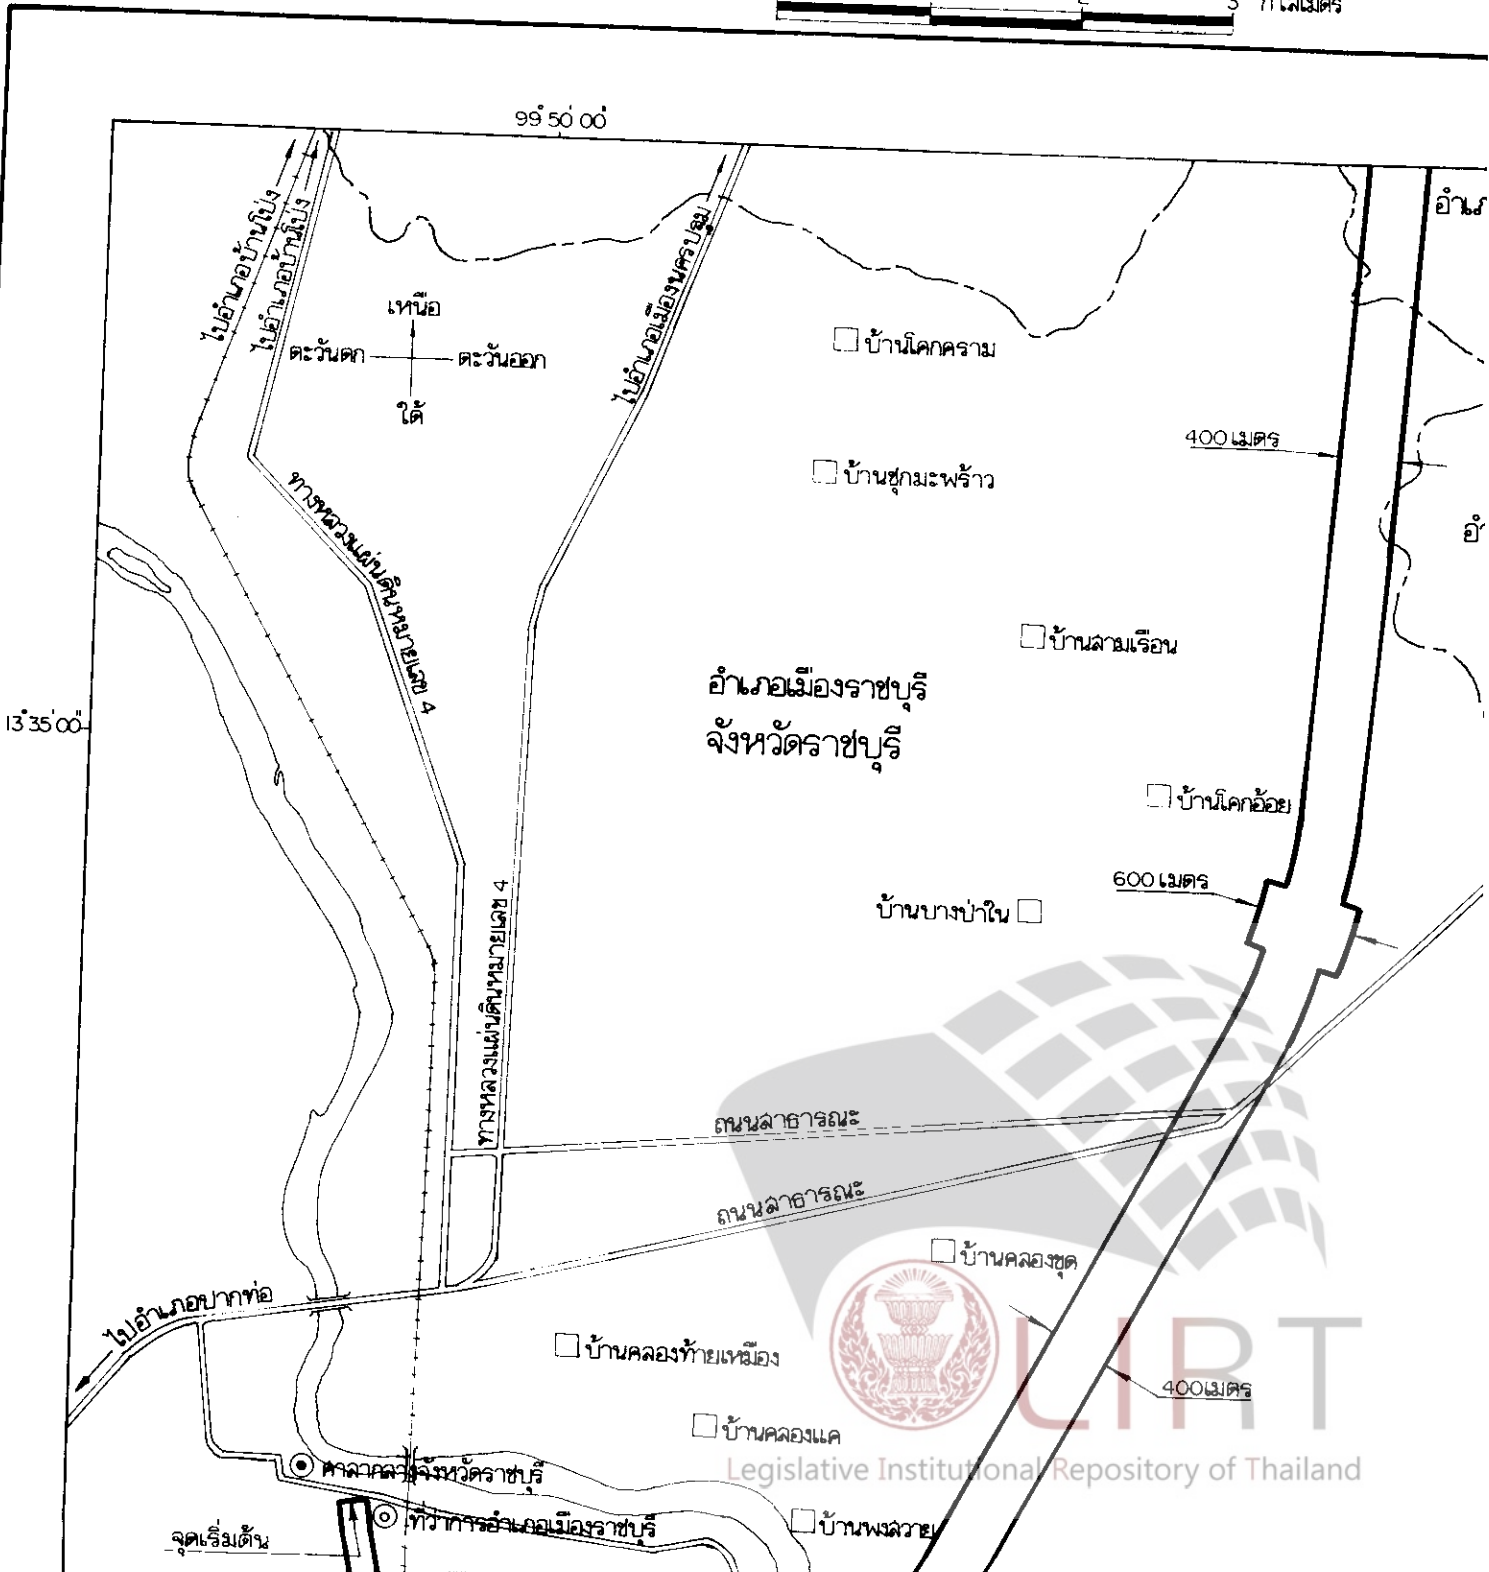 3 กิโลเมตร
99° 50' 00"
ไปอำเภอบ้านโป่ง
ไปอำเภอบ้านโป่ง
ไปอำเภอเมืองนครปฐม
เหนือ
ตะวันตก
ตะวันออก
ใต้
บ้านโคกคราม
400 เมตร
บ้านซุกมะพร้าว
ทางหลวงแผ่นดินหมายเลข 4
บ้านสามเรือน
อำเภอเมืองราชบุรี
จังหวัดราชบุรี
13° 35' 00"
บ้านโคกอ้อย
600 เมตร
บ้านบางป่าใน
ทางหลวงแผ่นดินหมายเลข 4
ถนนสาธารณะ
ถนนสาธารณะ
บ้านคลองขุด
ไปอำเภอปากท่อ
บ้านคลองท้ายเหมือง
400 เมตร
LIRT
บ้านคลองแค
Legislative Institutional Repository of Thailand
ศาลากลางจังหวัดราชบุรี
ที่ว่าการอำเภอเมืองราชบุรี
บ้านพงสวาย
จุดเริ่มต้น